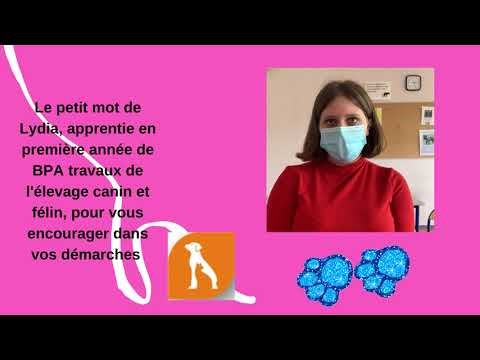 Le petit mot de
Lydia, apprentie en
première année de
BPA travaux de
l'élevage canin et
félin, pour vous
encourager dans
vos démarches